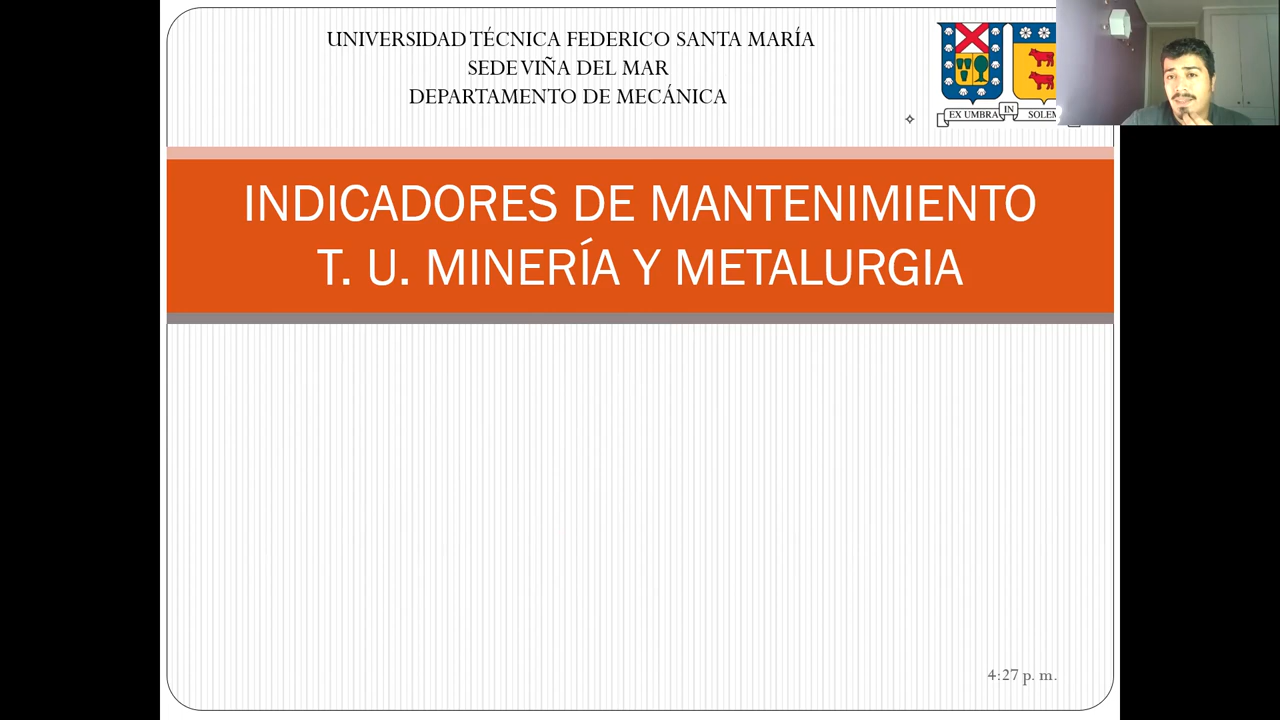 UNIVERSIDAD TÉCNICA FEDERICO SANTA MARÍA
SEDE VIÑA DEL MAR
DEPARTAMENTO DE MECÁNICA
EX UMBRA IN SOLEM
INDICADORES DE MANTENIMIENTO
T. U. MINERÍA Y METALURGIA
4:27 p. m.